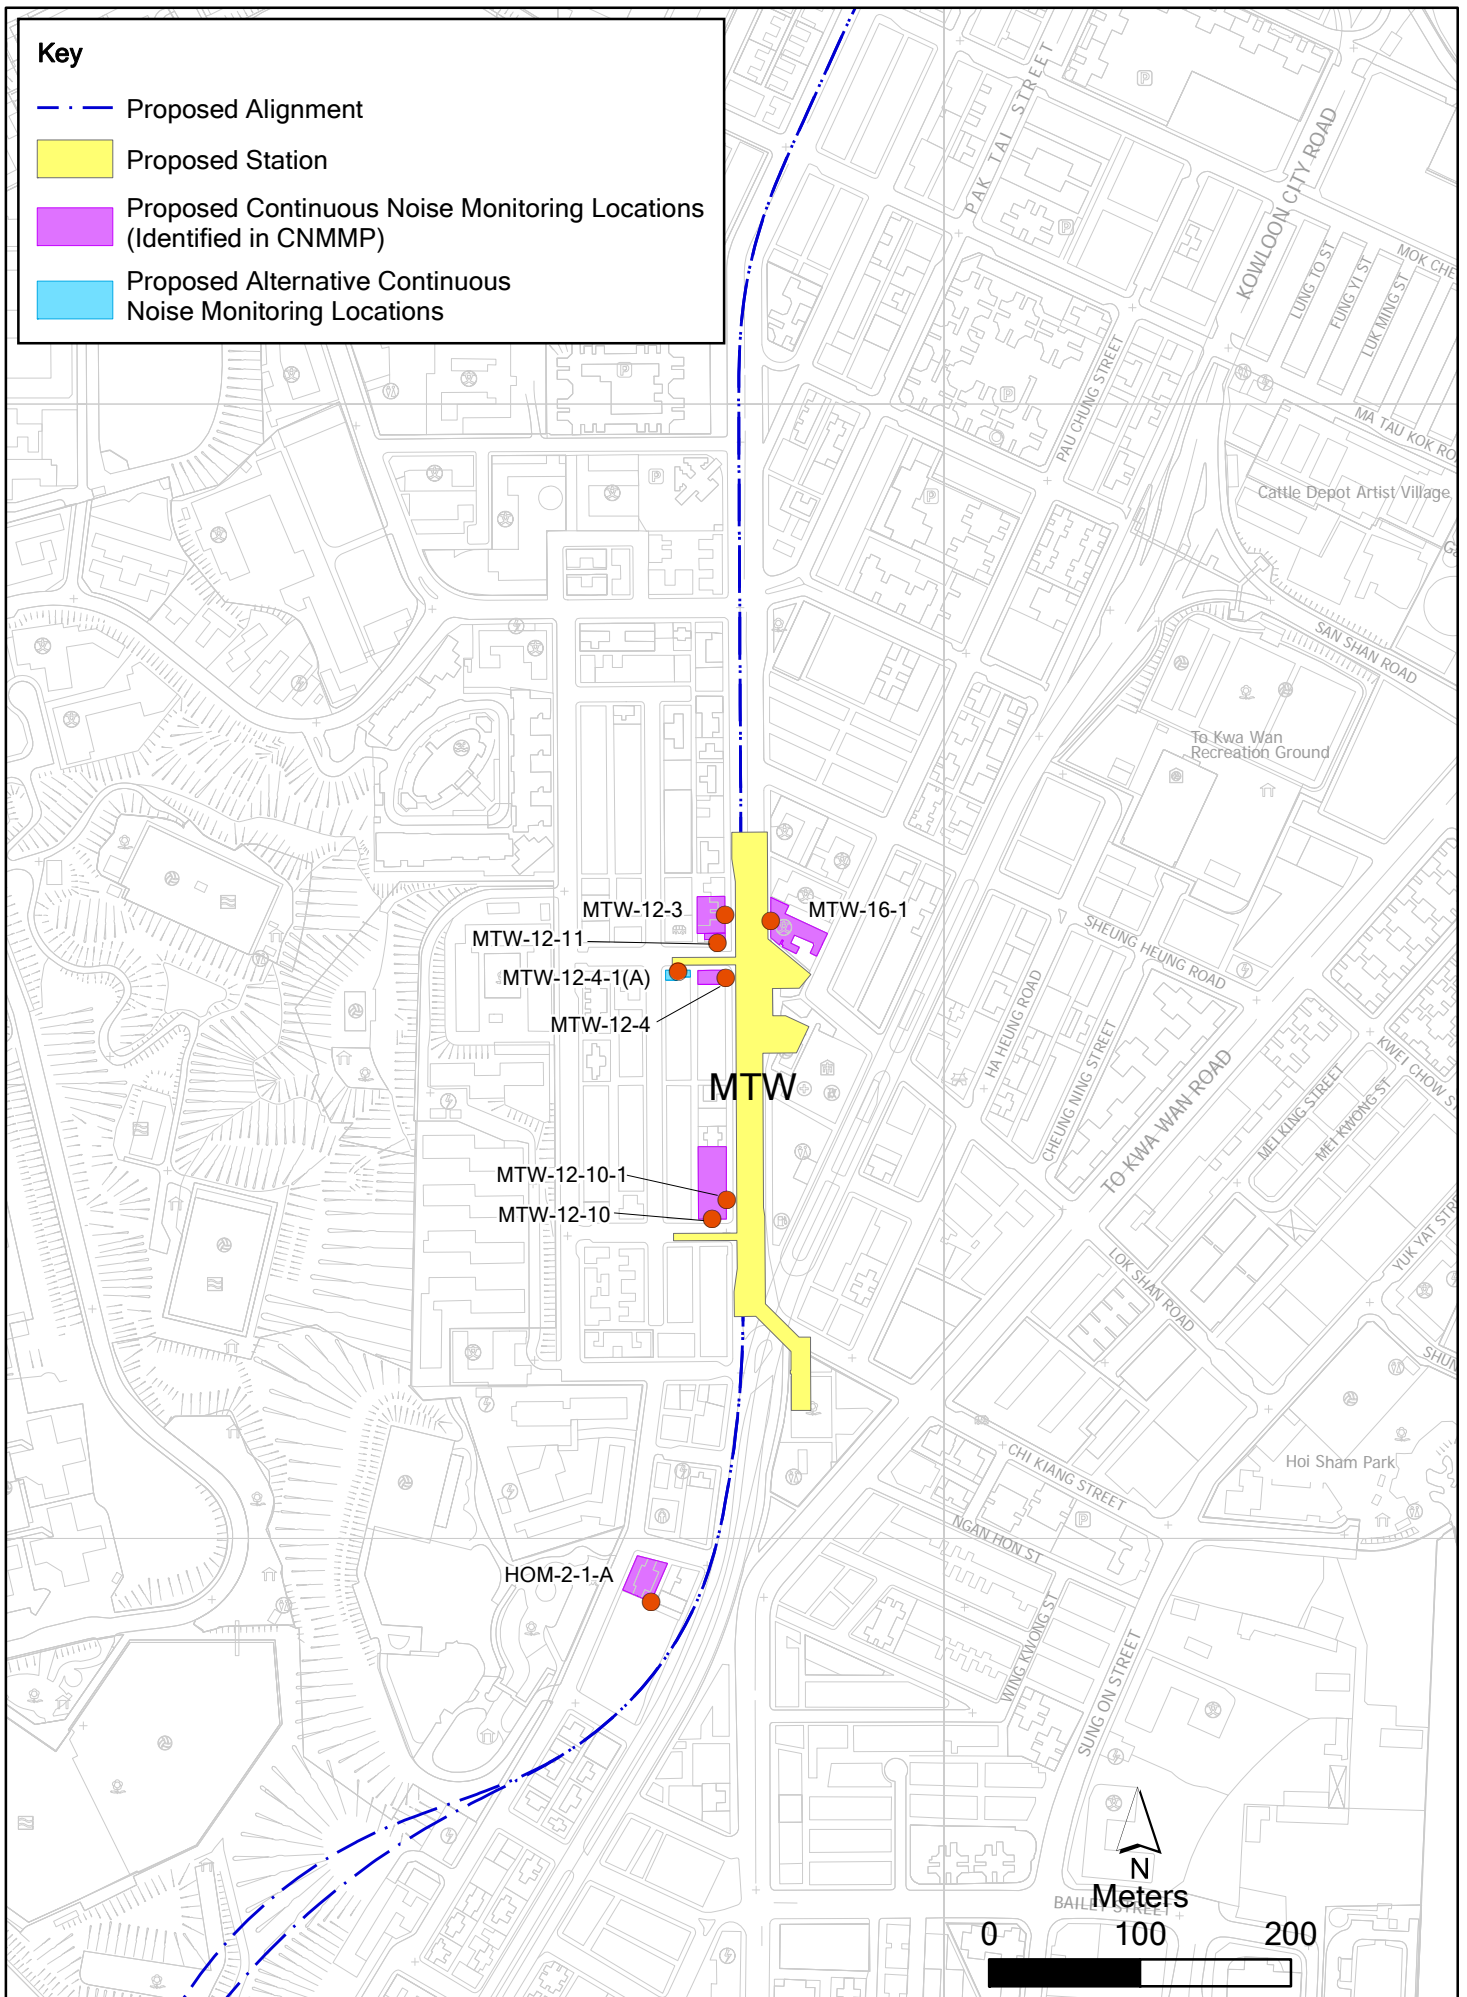 Key
Proposed Alignment
Proposed Station
Proposed Continuous Noise Monitoring Locations
(Identified in CNMMP)
Proposed Alternative Continuous
Noise Monitoring Locations
PAK TAI STREET
KOWLOON CITY ROAD
LUNG TO ST
FUNG YI ST
LUK MING ST
MOK CHE
PAU CHUNG STREET
MA TAU KOK RO
Cattle Depot Artist Village
SAN SHAN ROAD
To Kwa Wan
Recreation Ground
MTW-12-3
MTW-16-1
MTW-12-11
MTW-12-4-1(A)
MTW-12-4
SHEUNG HEUNG ROAD
HA HEUNG ROAD
CHEUNG NING STREET
KWEI CHOW S
MTW
TO KWA WAN ROAD
MEI KING STREET
MEI KWONG ST
MTW-12-10-1
MTW-12-10
LOK SHAN ROAD
YUK YAT STRE
SHUN
CHI KIANG STREET
Hoi Sham Park
NGAN HON ST
HOM-2-1-A
WING KWONG ST
SUNG ON STREET
N
Meters
BAILEY STREET
0 100 200